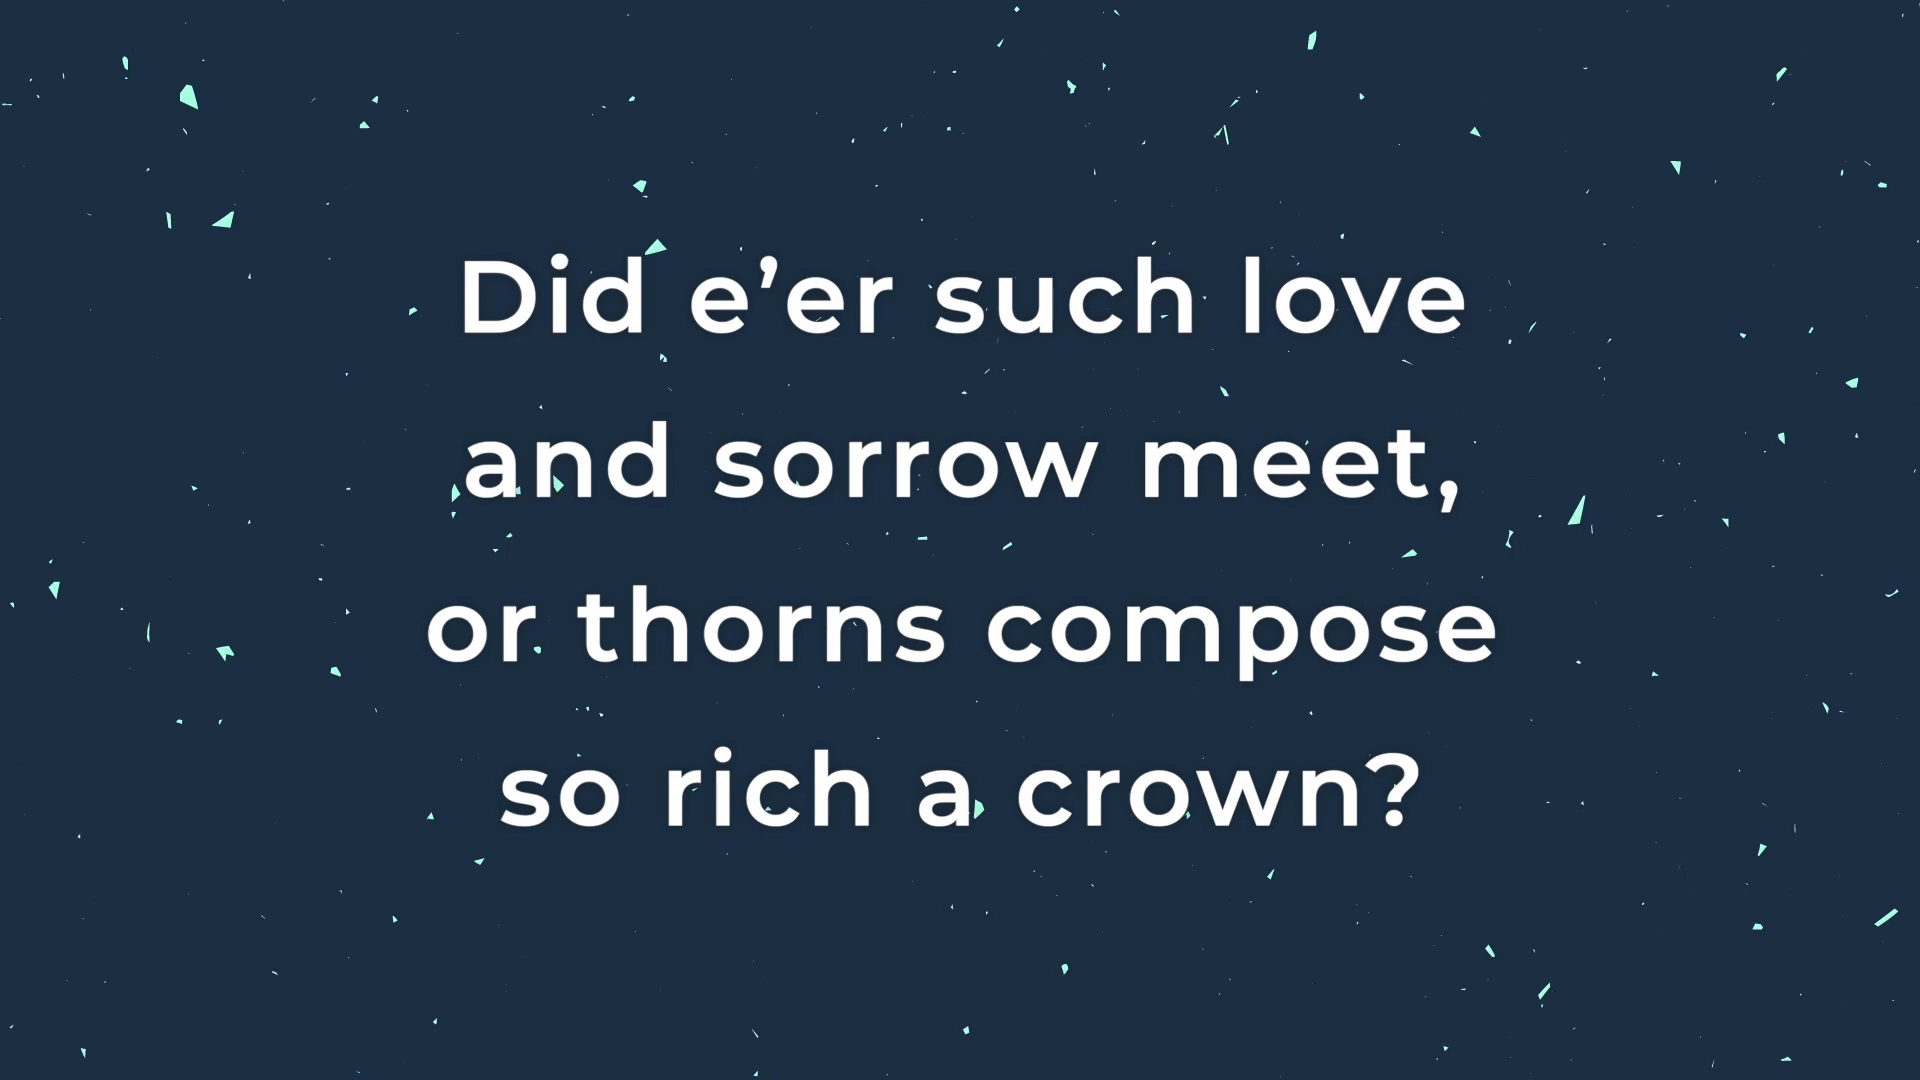 Did e’er such love
and sorrow meet,
or thorns compose
so rich a crown?